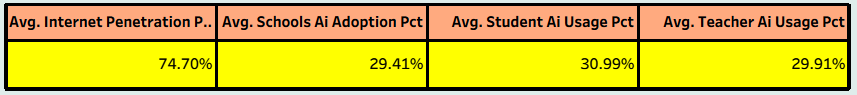 Avg. Internet Penetration P.. Avg. Schools Ai Adoption Pct Avg. Student Ai Usage Pct Avg. Teacher Ai Usage Pct
74.70% 29.41% 30.99% 29.91%